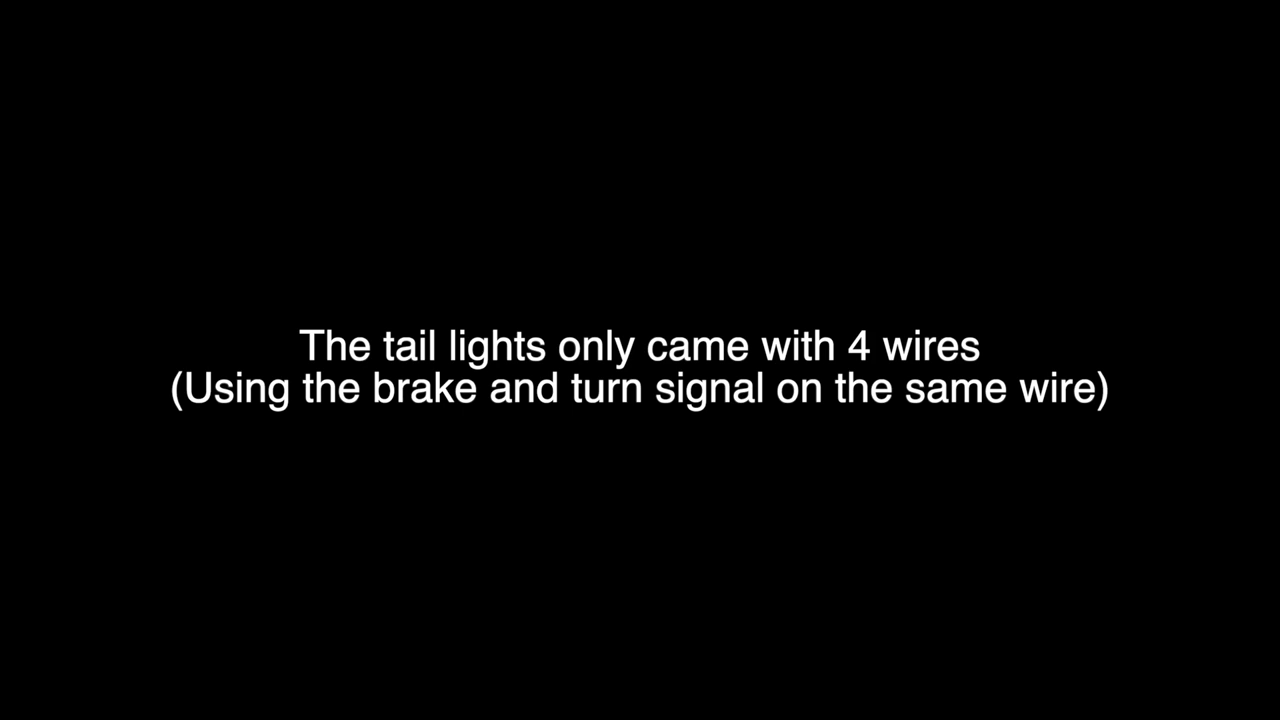 The tail lights only came with 4 wires
(Using the brake and turn signal on the same wire)